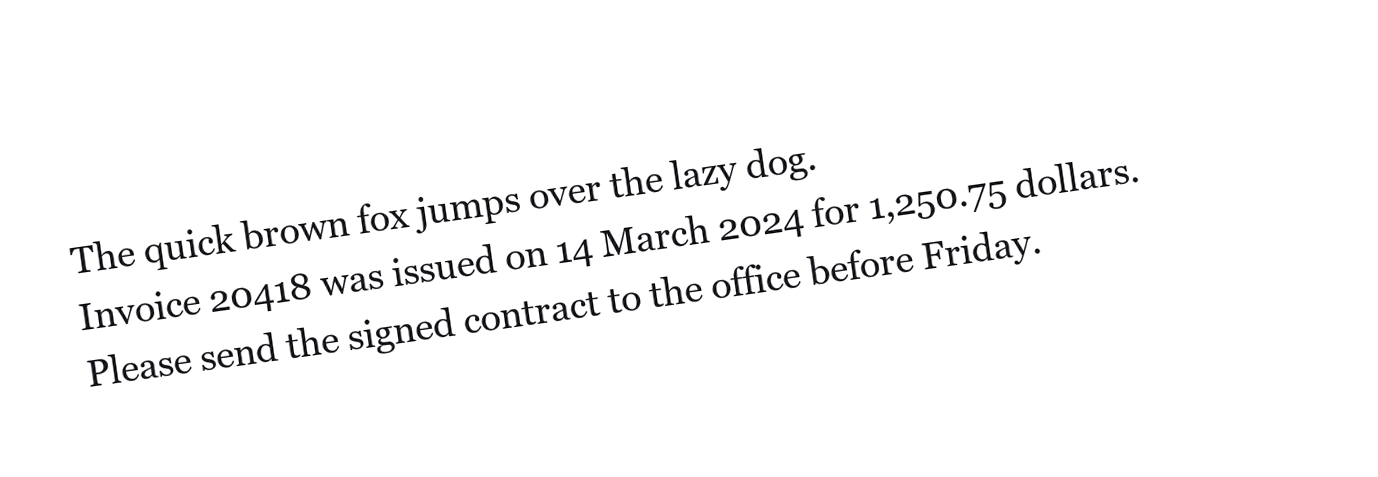 The quick brown fox jumps over the lazy dog.
Invoice 20418 was issued on 14 March 2024 for 1,250.75 dollars.
Please send the signed contract to the office before Friday.